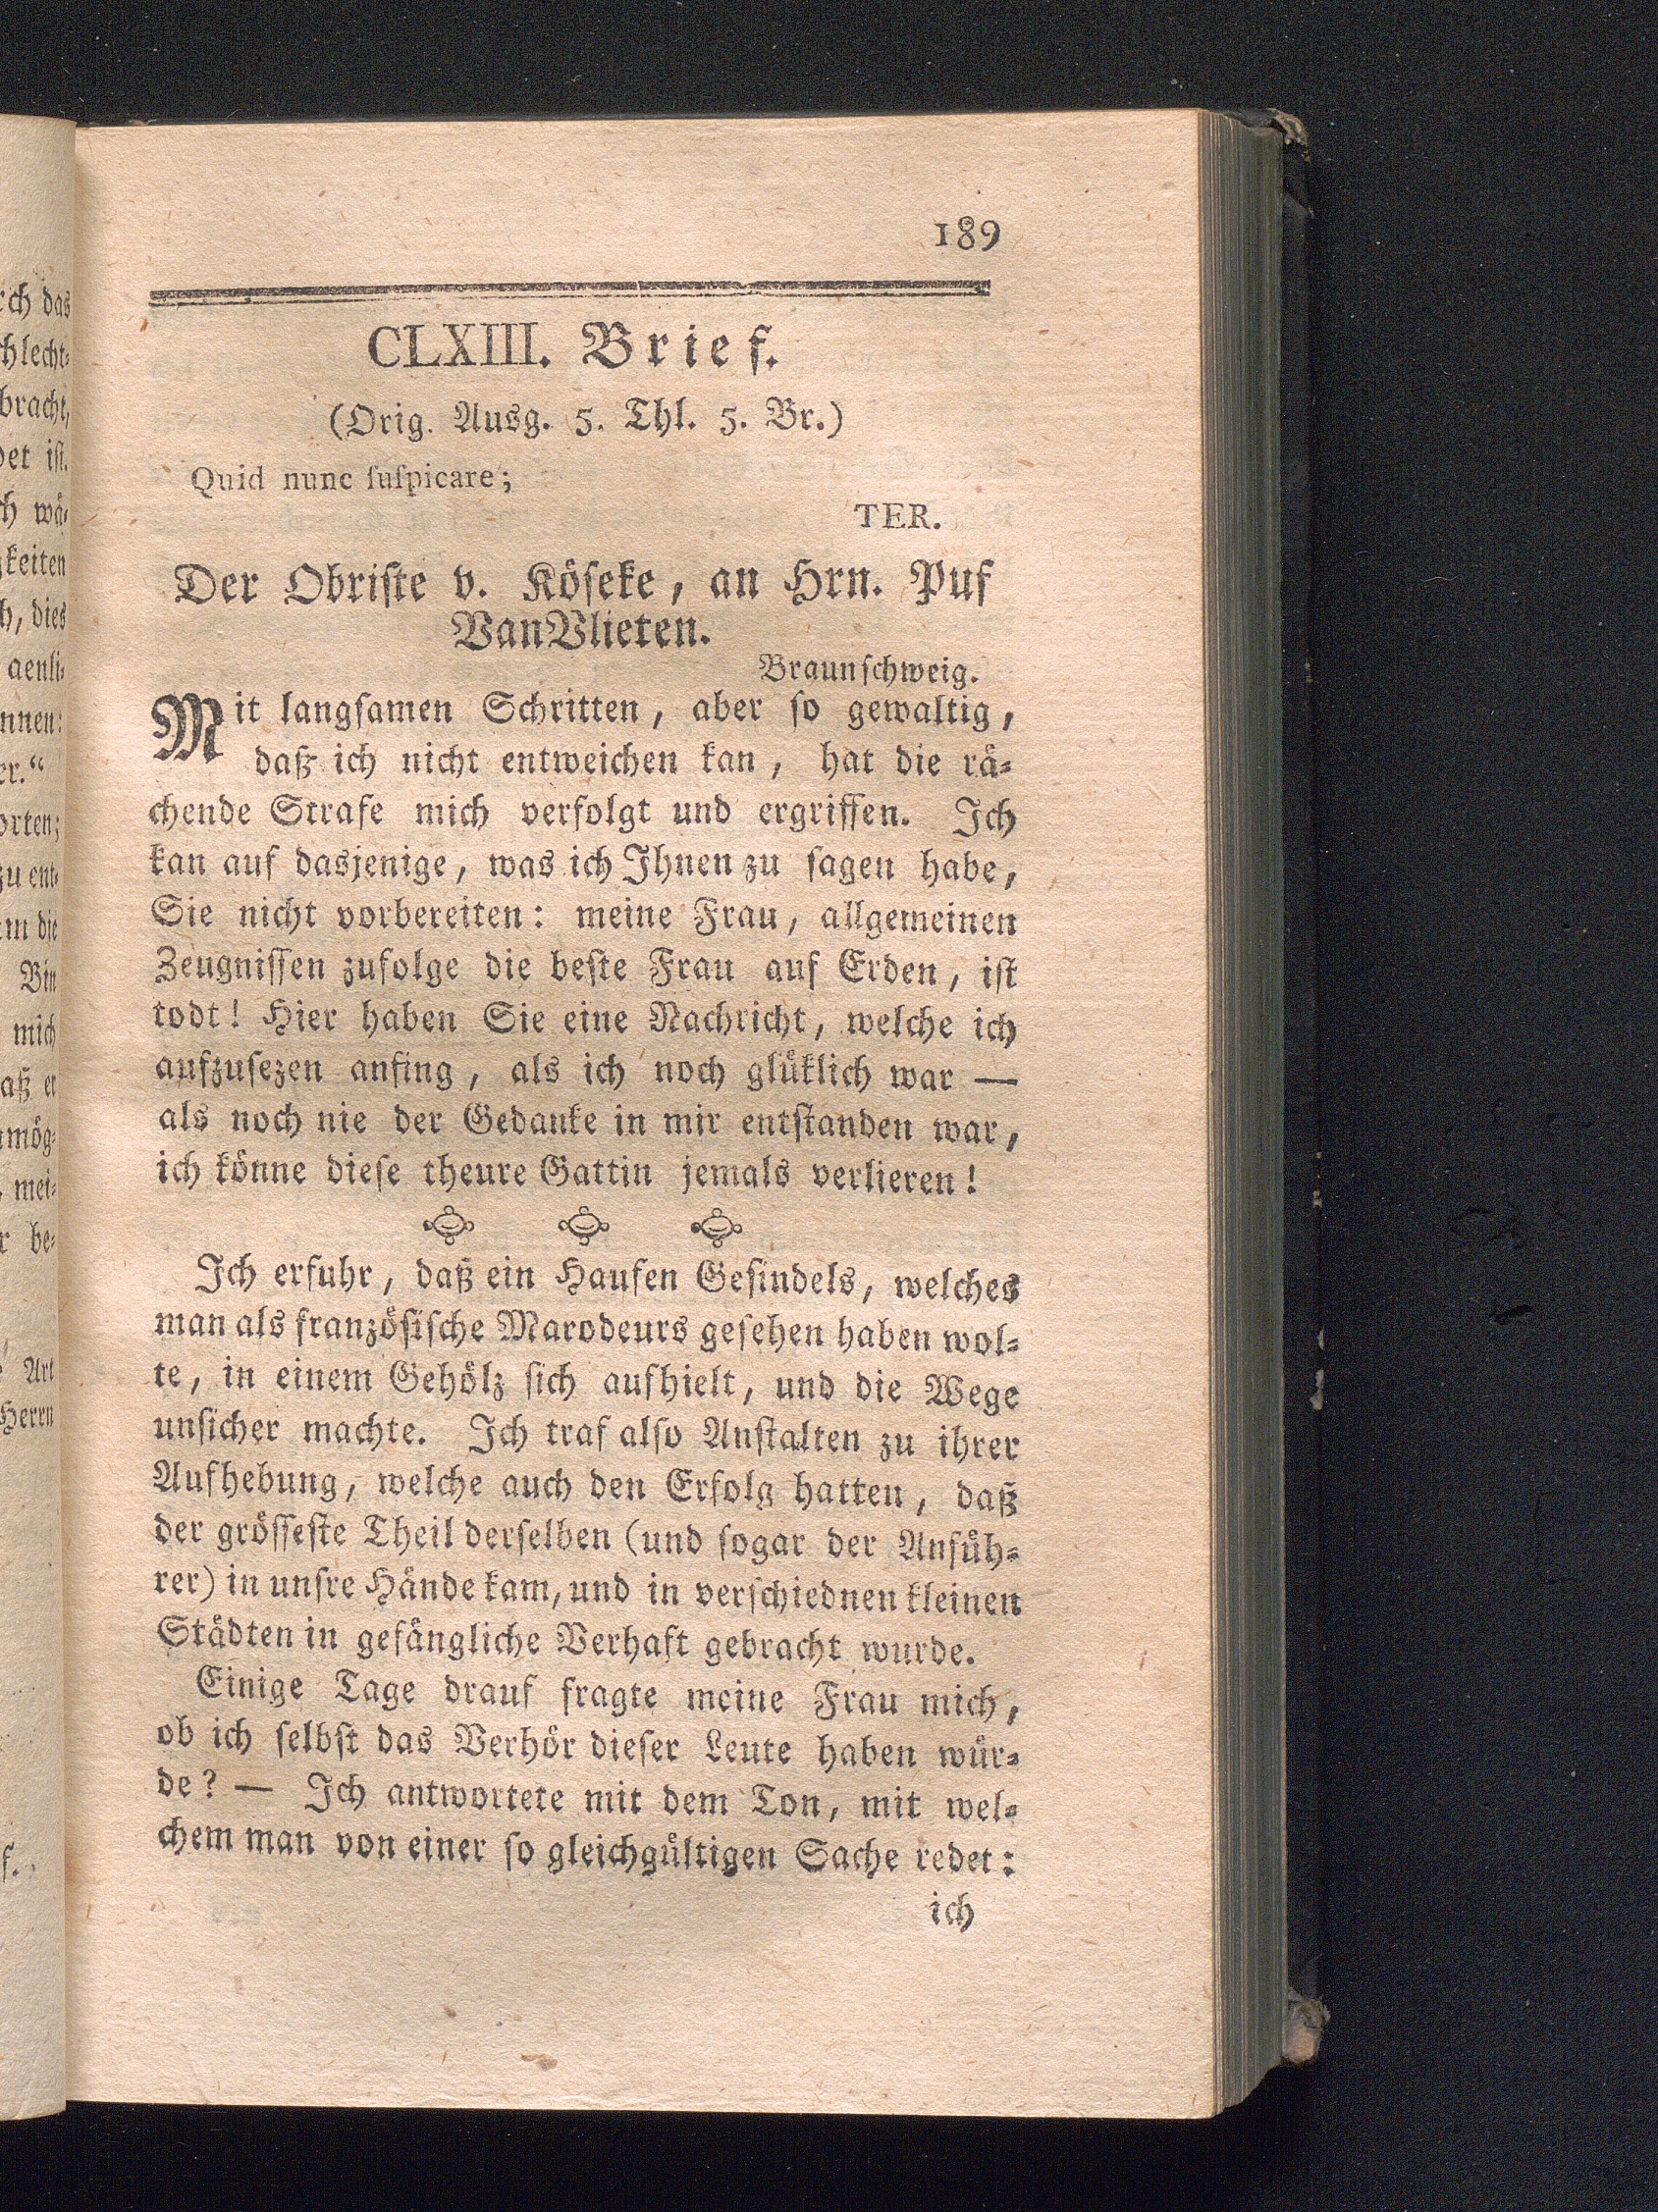 189
CLXIII. Brief.
(Orig. Ausg. 5. Thl. 5. Br.)
Quid nunc ſuſpicare;
TER.
Der Obriſte v. Köſeke, an Hrn. Puf
VanVlieten.
Braunſchweig.
Mit langſamen Schritten, aber ſo gewaltig,
daß ich nicht entweichen kan, hat die rä-
chende Strafe mich verfolgt und ergriffen. Ich
kan auf dasjenige, was ich Ihnen zu ſagen habe,
Sie nicht vorbereiten: meine Frau, allgemeinen
Zeugniſſen zufolge die beſte Frau auf Erden, iſt
todt! Hier haben Sie eine Nachricht, welche ich
aufzuſezen anfing, als ich noch glüklich war —
als noch nie der Gedanke in mir entſtanden war,
ich könne dieſe theure Gattin jemals verlieren!
Ich erfuhr, daß ein Haufen Geſindels, welches
man als franzöſiſche Marodeurs geſehen haben wol-
te, in einem Gehölz ſich aufhielt, und die Wege
unſicher machte. Ich traf alſo Anſtalten zu ihrer
Aufhebung, welche auch den Erfolg hatten, daß
der gröſſeſte Theil derſelben (und ſogar der Anfüh-
rer) in unſre Hände kam, und in verſchiednen kleinen
Städten in gefängliche Verhaft gebracht wurde.
Einige Tage drauf fragte meine Frau mich,
ob ich ſelbſt das Verhör dieſer Leute haben wür-
de? — Ich antwortete mit dem Ton, mit wel-
chem man von einer ſo gleichgültigen Sache redet:
ich